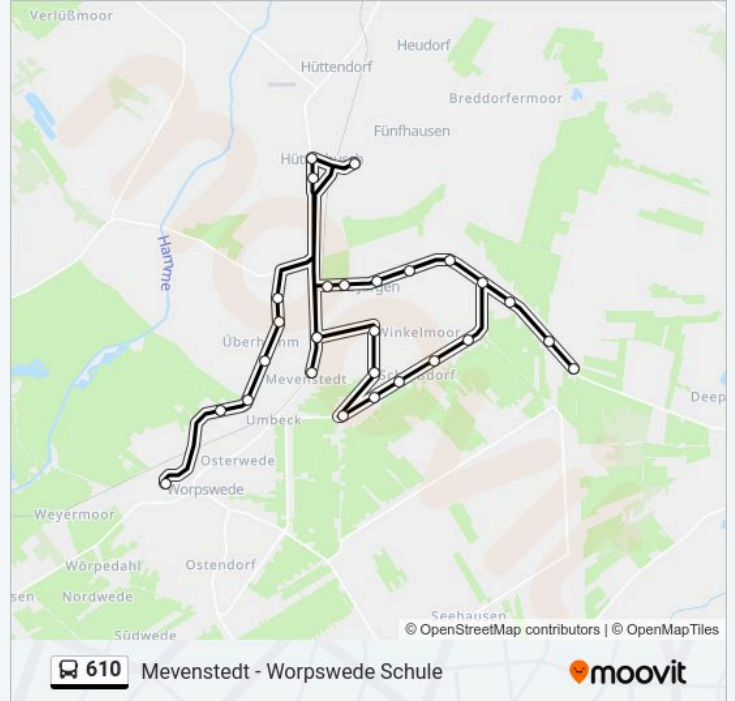 Verlüßmoor
Heudorf
Hüttendorf
Breddorfermoor
Fünfhausen
Hamme
Winkelmoor
Mevenstedt
Umbeck
Osterwede
Worpswede
Weyermoor
Wörpedahl
Ostendorf
Nordwede
Seehausen
Südwede
© OpenStreetMap contributors | © OpenMapTiles
610 Mevenstedt - Worpswede Schule
moovit